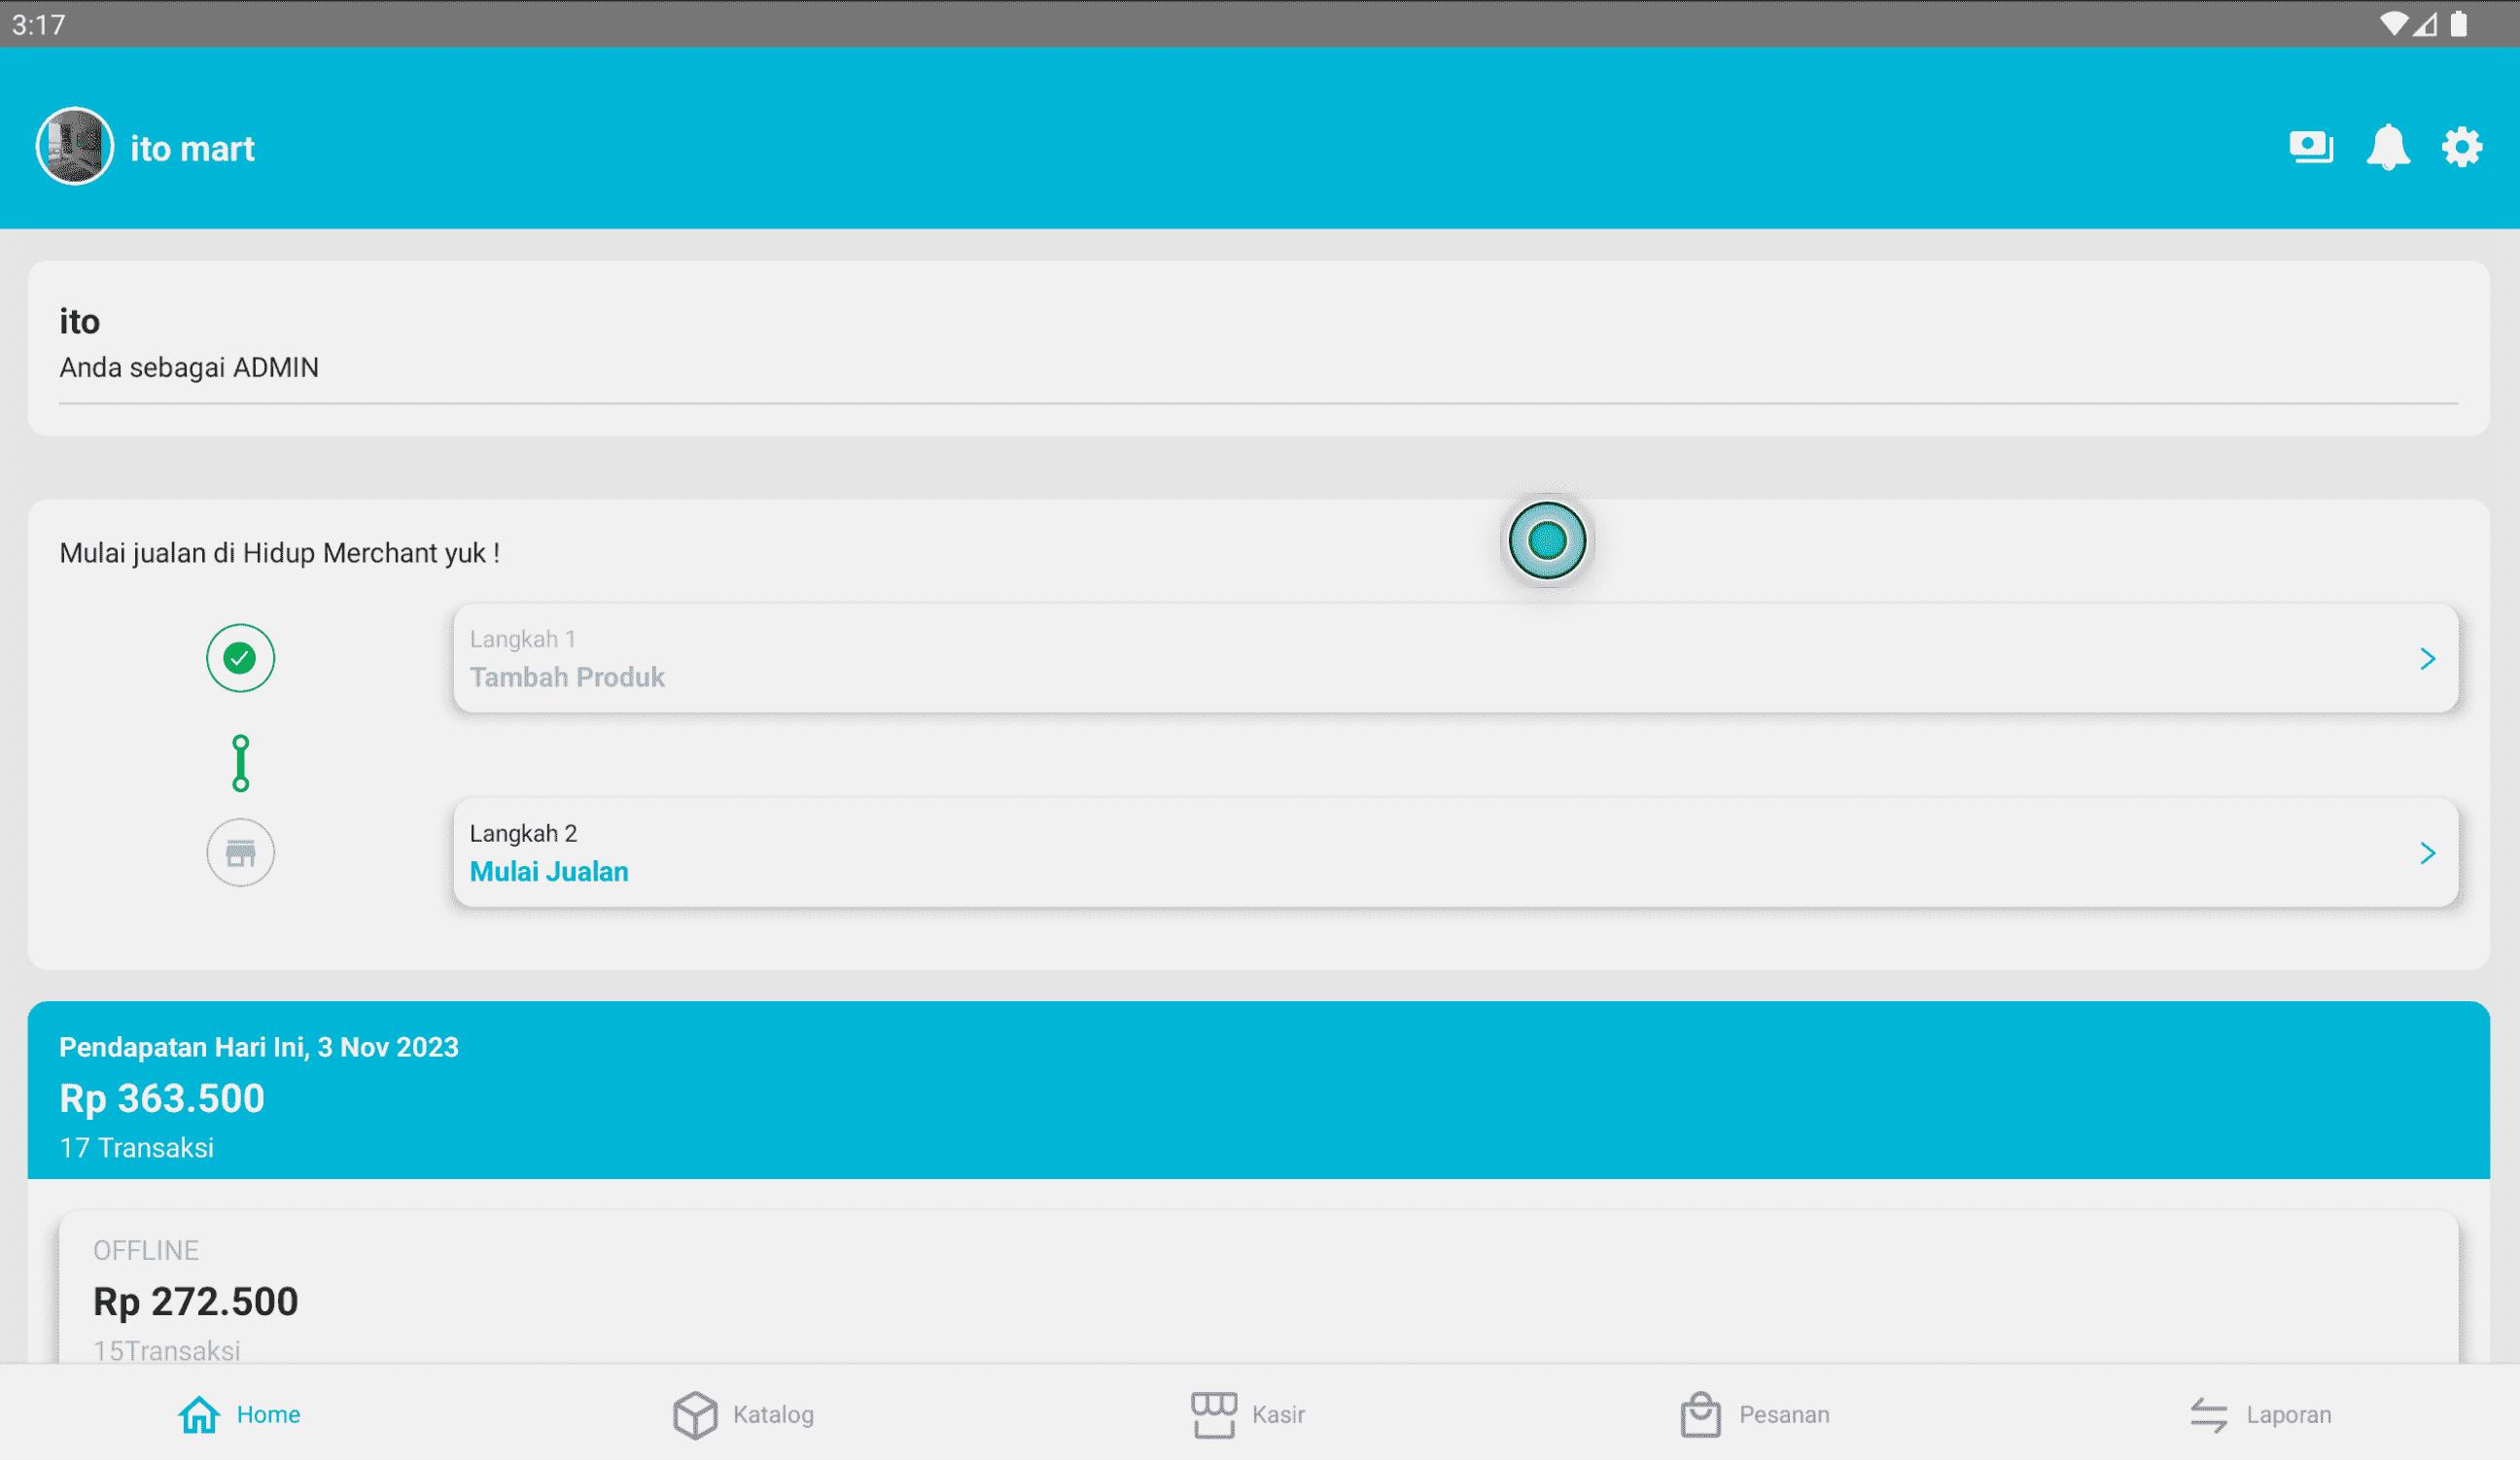 3:17
ito mart
ito
Anda sebagai ADMIN
Mulai jualan di Hidup Merchant yuk !
Langkah 1
Tambah Produk
Langkah 2
Mulai Jualan
Pendapatan Hari Ini, 3 Nov 2023
Rp 363.500
17 Transaksi
OFFLINE
Rp 272.500
15Transaksi
Home
Katalog
Kasir
Pesanan
Laporan